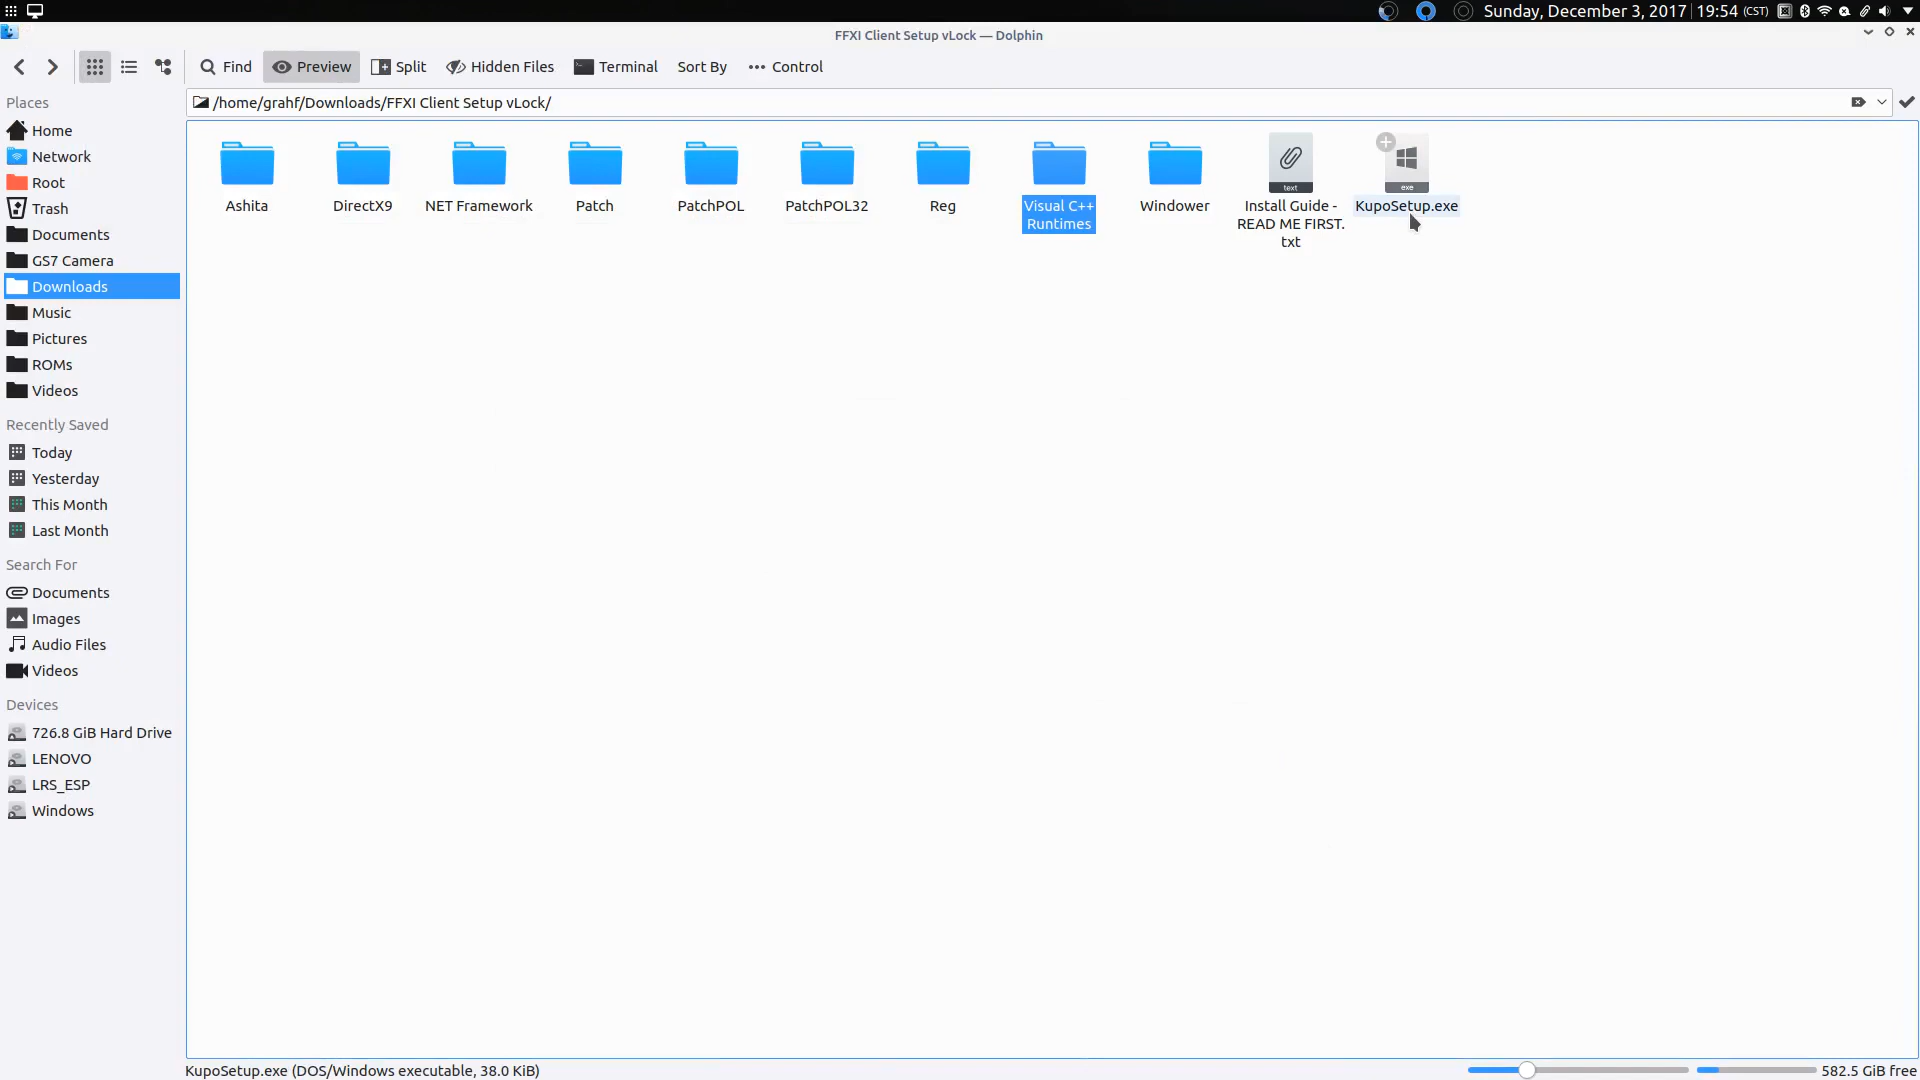 Sunday, December 3, 2017 19:54 (CST)
FFXI Client Setup vLock — Dolphin
Find Preview Split Hidden Files Terminal Sort By Control
Places
/home/grahf/Downloads/FFXI Client Setup vLock/
Home
Network
Root
Trash
Documents
GS7 Camera
Downloads
Music
Pictures
ROMs
Videos
Recently Saved
Today
Yesterday
This Month
Last Month
Search For
Documents
Images
Audio Files
Videos
Devices
726.8 GiB Hard Drive
LENOVO
LRS_ESP
Windows
Ashita
DirectX9
NET Framework
Patch
PatchPOL
PatchPOL32
Reg
Visual C++
Runtimes
Windower
text
Install Guide -
READ ME FIRST.
txt
exe
KupoSetup.exe
KupoSetup.exe (DOS/Windows executable, 38.0 KiB)
582.5 GiB free